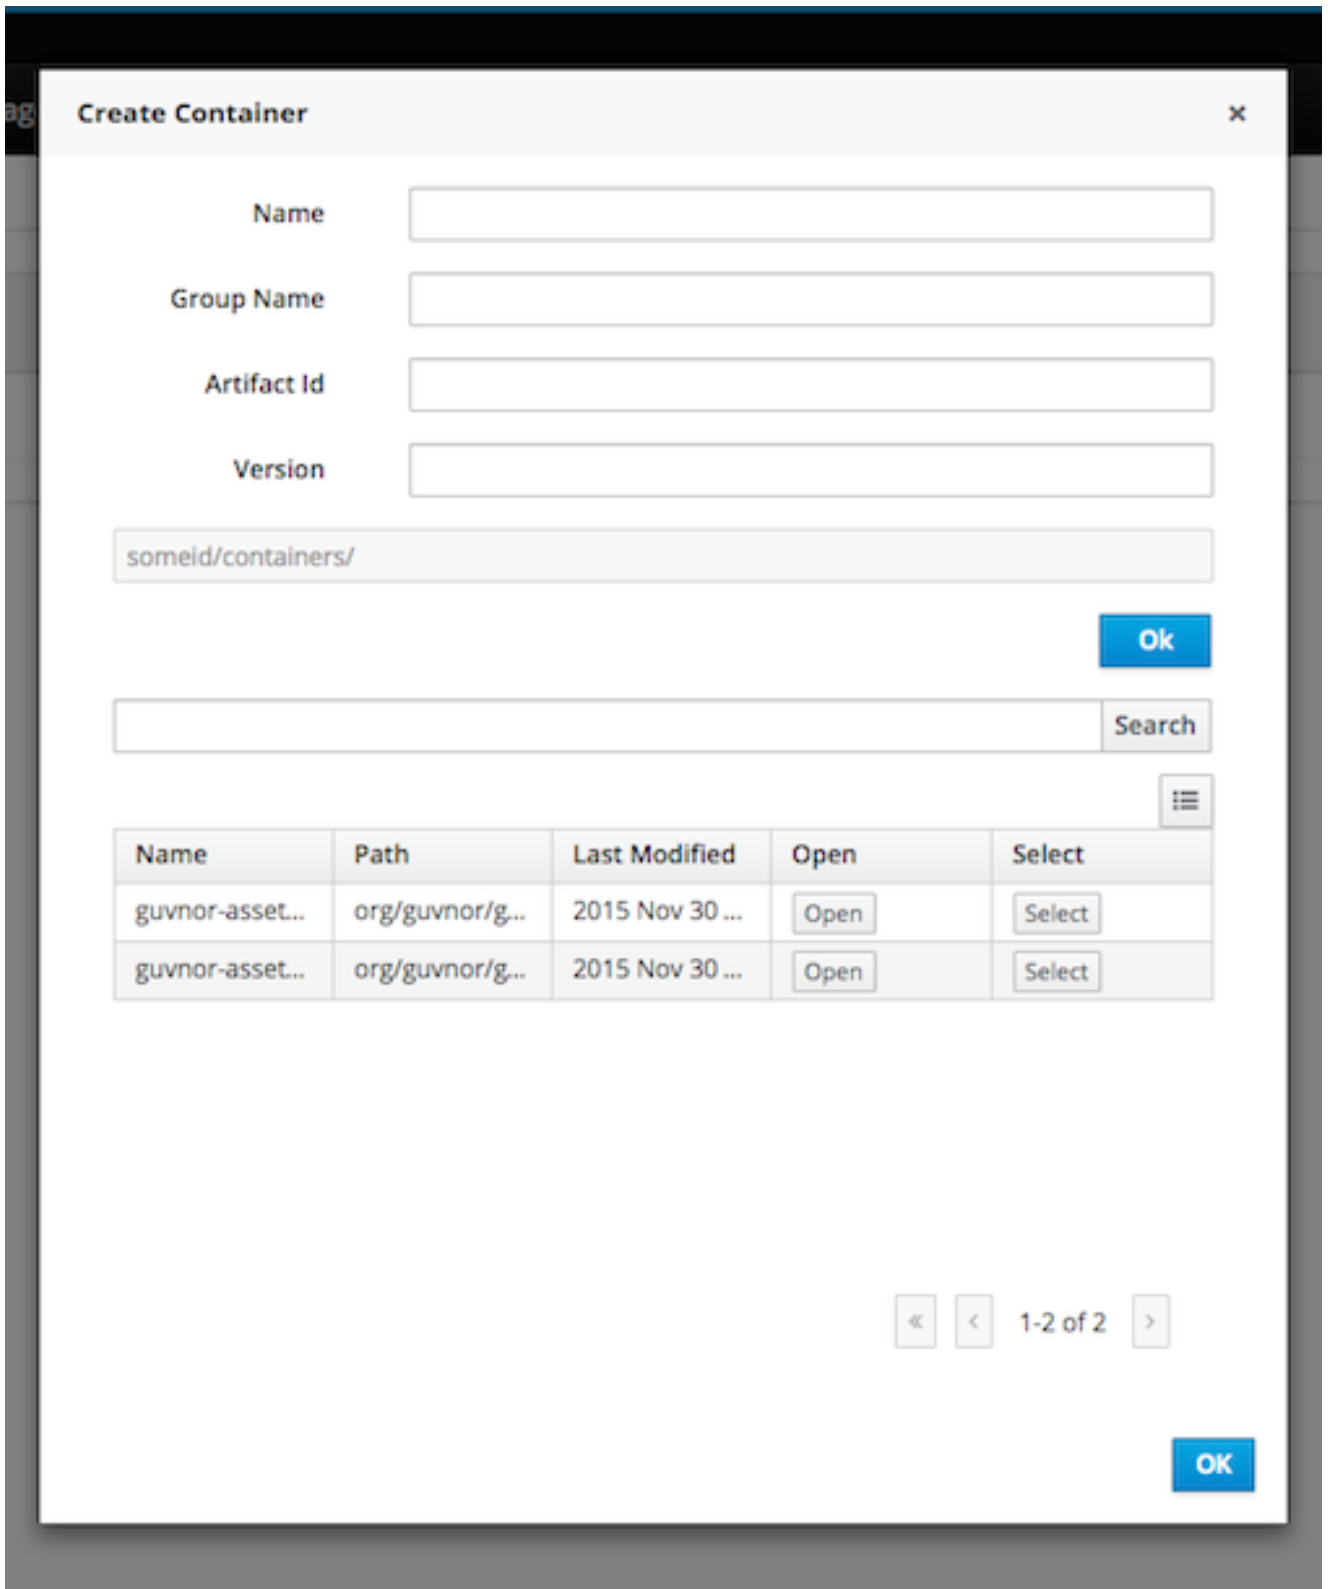 ag
Create Container ×
Name
Group Name
Artifact Id
Version
someid/containers/
Ok
Search
Name Path Last Modified Open Select
guvnor-asset... org/guvnor/g... 2015 Nov 30 ... Open Select
guvnor-asset... org/guvnor/g... 2015 Nov 30 ... Open Select
« ‹ 1-2 of 2 ›
OK